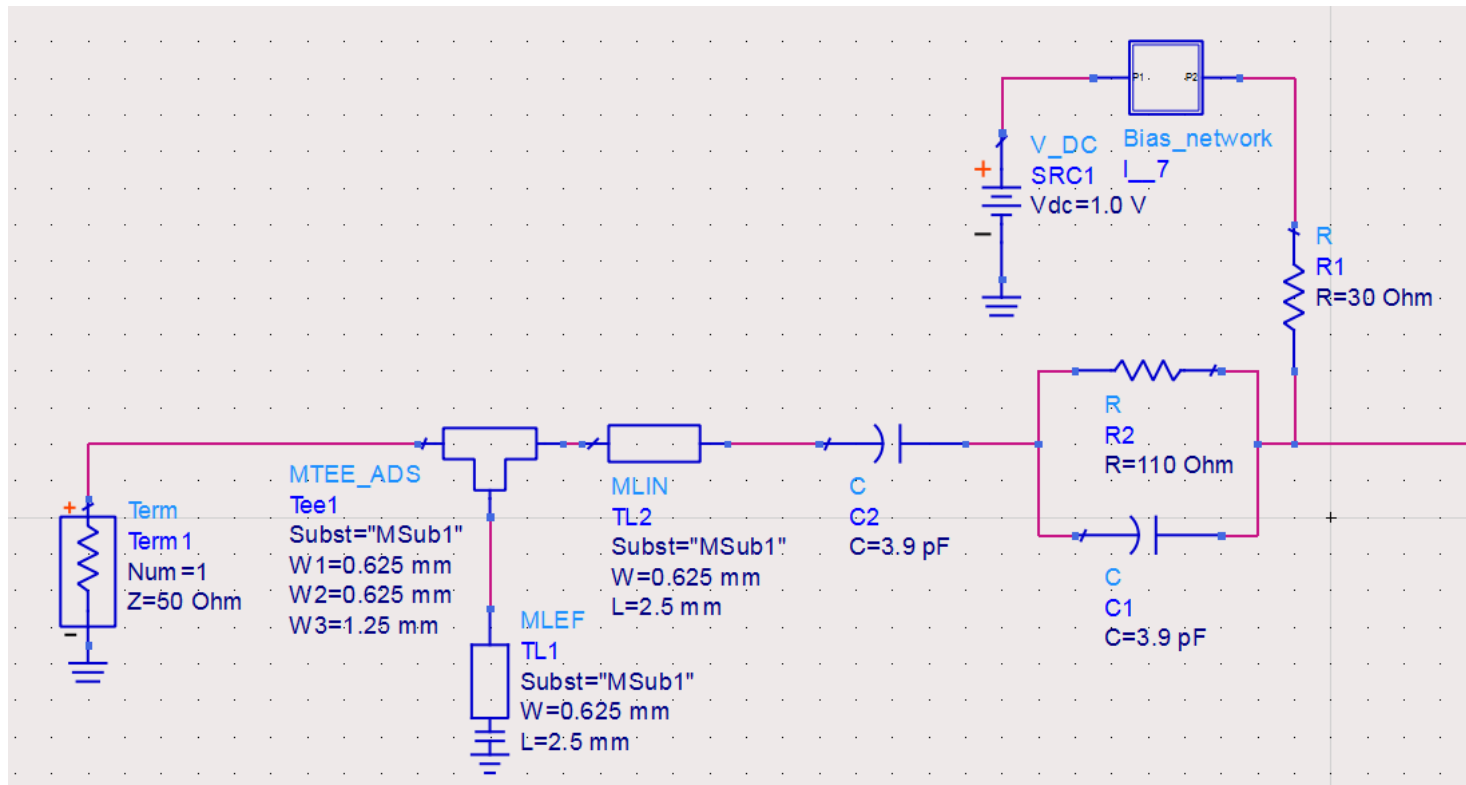 P1
P2
Bias_network
I__7
+
V_DC
SRC1
Vdc=1.0 V
−
R
R1
R=30 Ohm
R
R2
R=110 Ohm
C
C1
C=3.9 pF
C
C2
C=3.9 pF
MLIN
TL2
Subst="MSub1"
W=0.625 mm
L=2.5 mm
MTEE_ADS
Tee1
Subst="MSub1"
W1=0.625 mm
W2=0.625 mm
W3=1.25 mm
+
Term
Term1
Num=1
Z=50 Ohm
−
MLEF
TL1
Subst="MSub1"
W=0.625 mm
L=2.5 mm